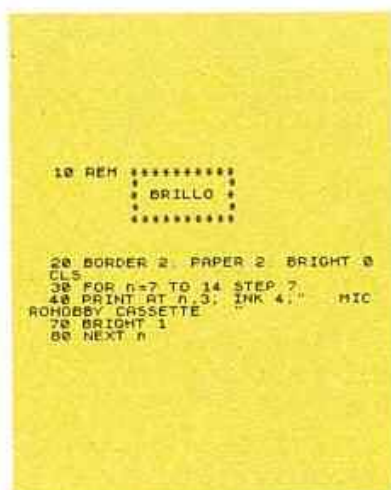 10 REM **********
* BRILLO *
**********
20 BORDER 2. PAPER 2. BRIGHT 0
CLS
30 FOR n=7 TO 14 STEP 7
40 PRINT AT n,3; INK 4;"   MIC
ROHOBBY CASSETTE   "
70 BRIGHT 1
80 NEXT n